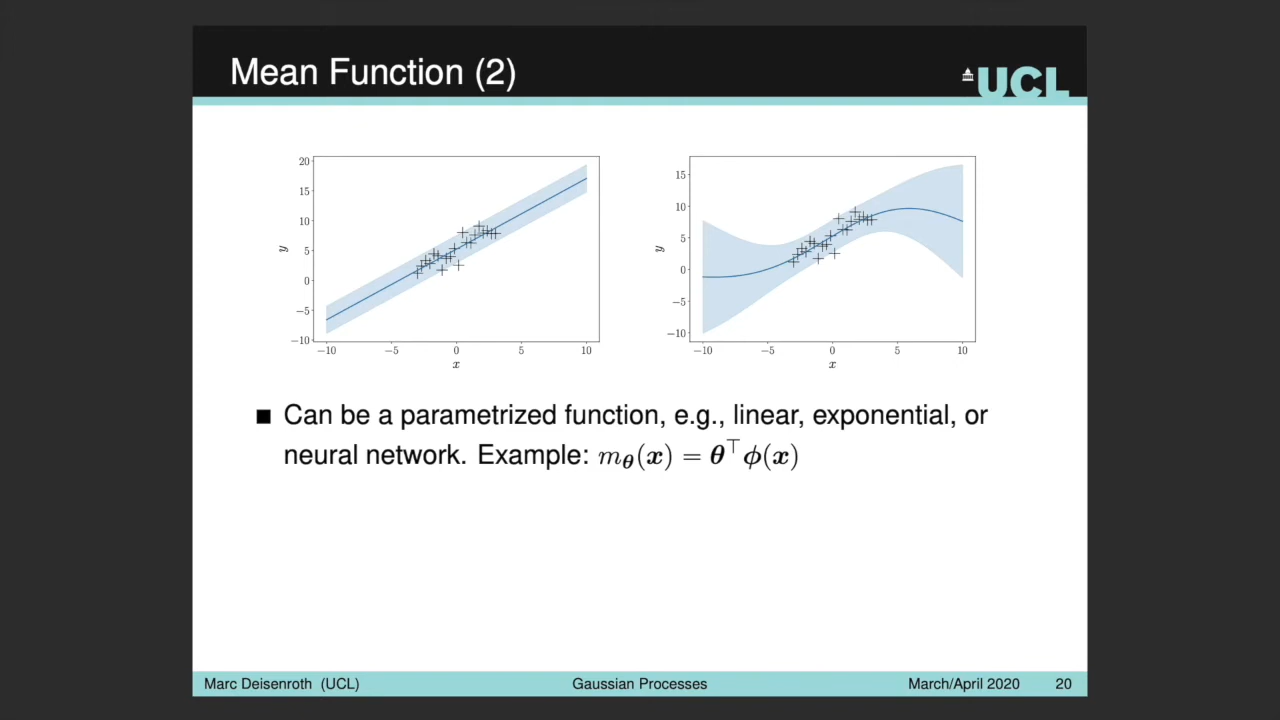 Mean Function (2)
UCL
20
15
10
5
0
−5
−10
y
−10 −5 0 5 10
x
15
10
5
0
−5
−10
y
−10 −5 0 5 10
x
■ Can be a parametrized function, e.g., linear, exponential, or
neural network. Example: m_θ(x) = θ^⊤ϕ(x)
Marc Deisenroth (UCL) Gaussian Processes March/April 2020 20